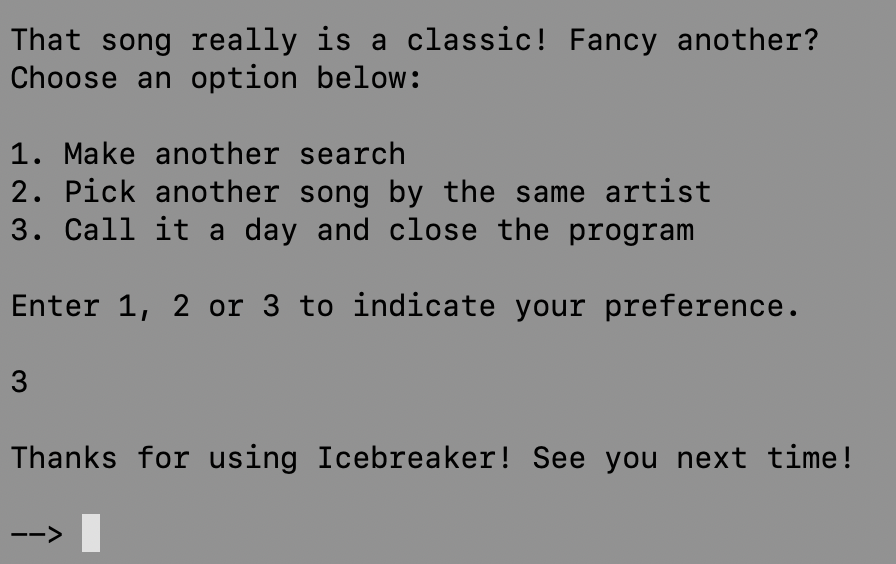 That song really is a classic! Fancy another?
Choose an option below:
1. Make another search
2. Pick another song by the same artist
3. Call it a day and close the program
Enter 1, 2 or 3 to indicate your preference.
3
Thanks for using Icebreaker! See you next time!
-->